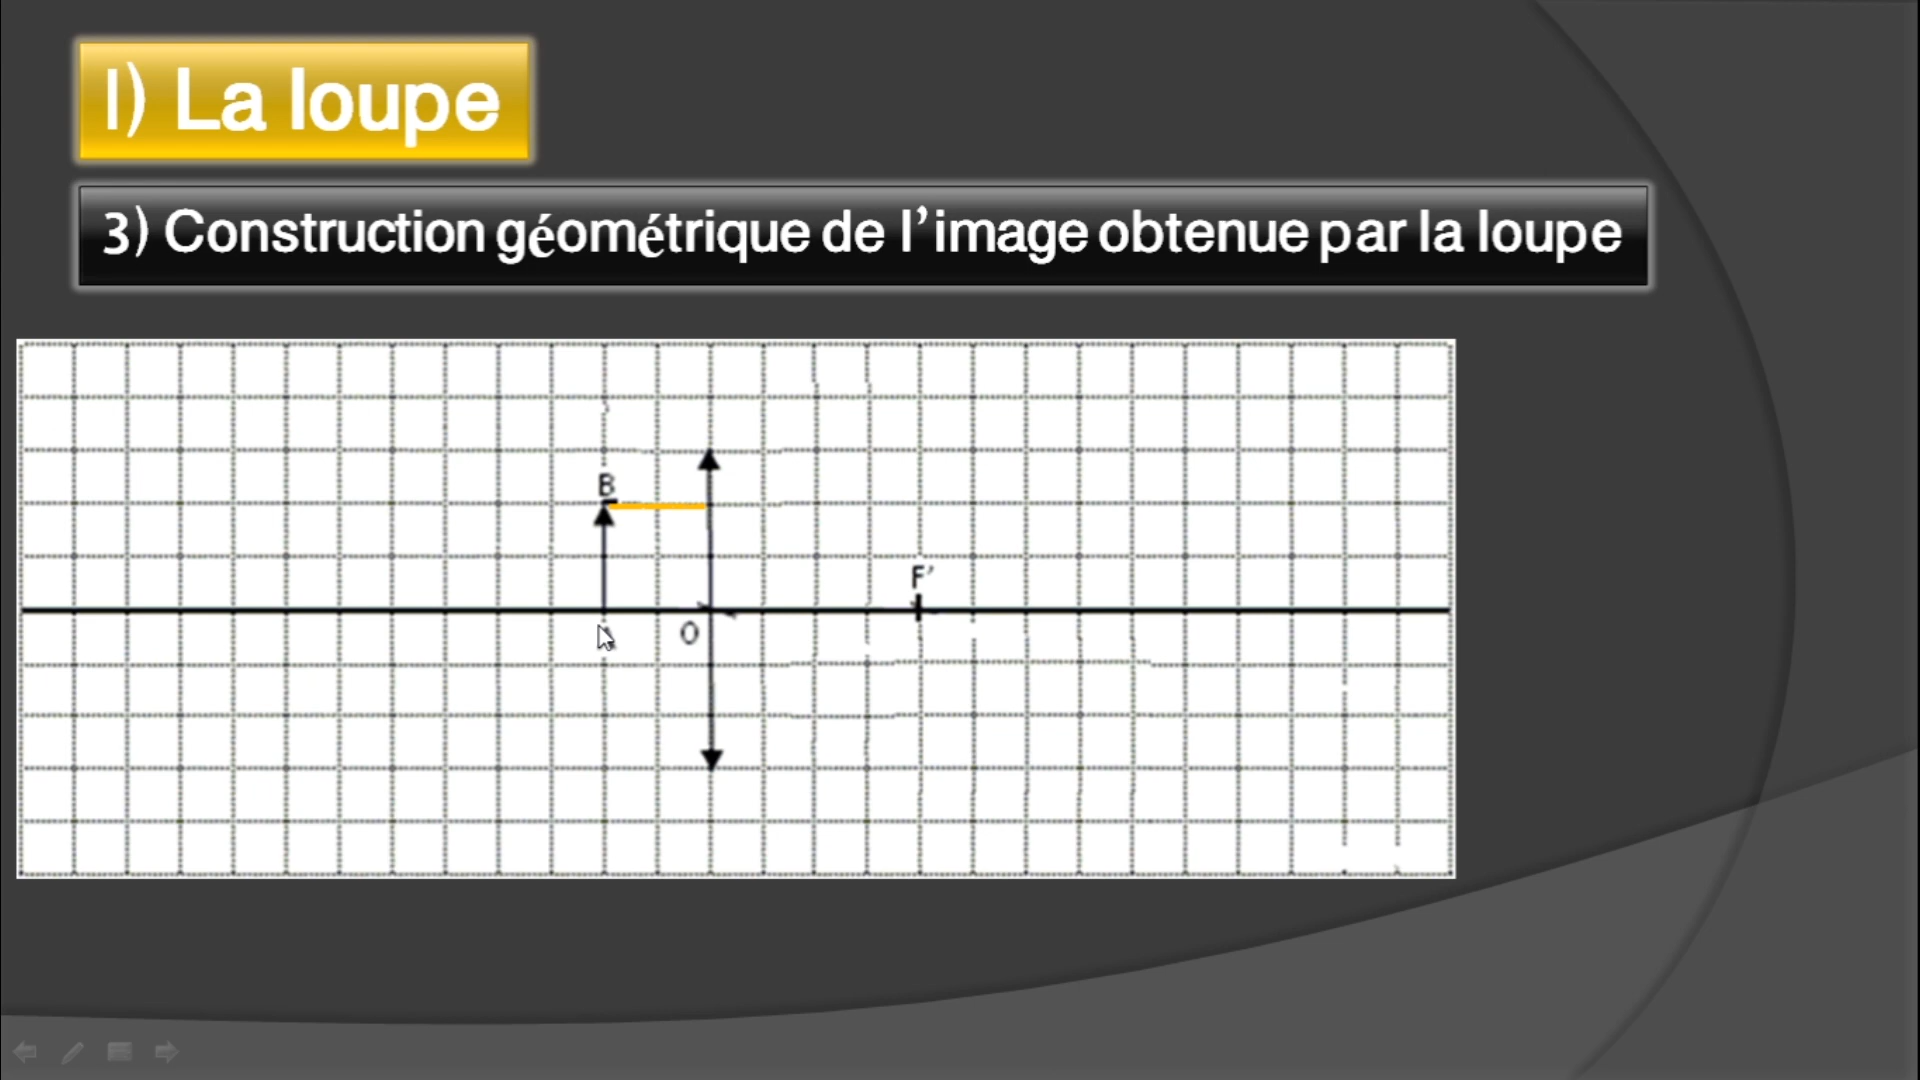 I) La loupe
3) Construction géométrique de l’image obtenue par la loupe
B
F’
O